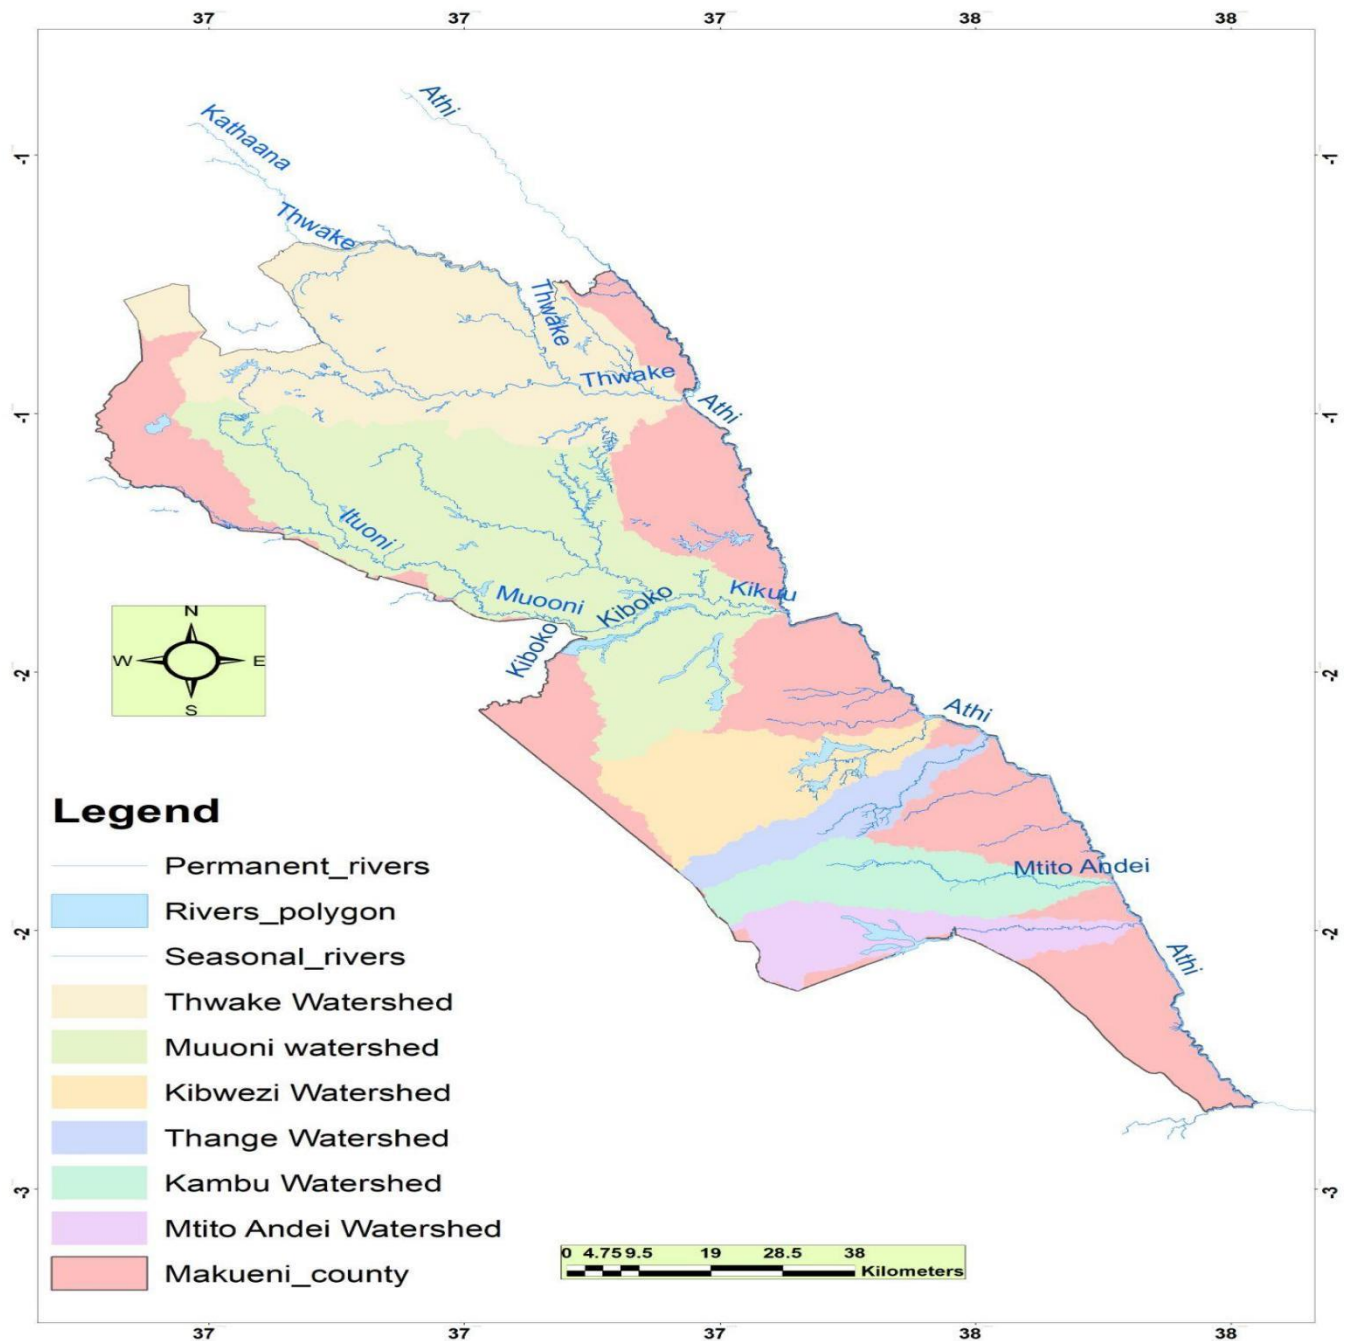 37 37 37 38 38
Athi
Kathaana
-1 -1
Thwake
Thwake
Thwake
Athi
-1 -1
Ituoni
Kikuu
Muooni
Kiboko
N
Kiboko
W E
-2 -2
S
Athi
Legend
Permanent_rivers
Mtito Andei
Rivers_polygon
-2 -2
Seasonal_rivers
Athi
Thwake Watershed
Muuoni watershed
Kibwezi Watershed
Thange Watershed
Kambu Watershed
-3 -3
Mtito Andei Watershed
0 4.75 9.5 19 28.5 38
Kilometers
Makueni_county
37 37 37 38 38